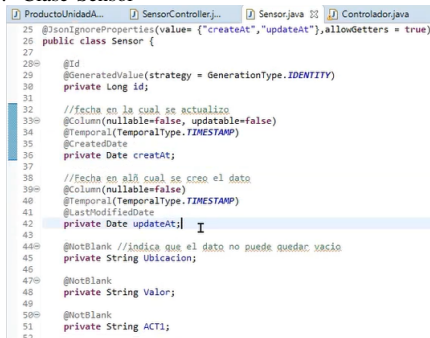 Clase Sensor
ProductoUnidadA... SensorController.j... Sensor.java Controlador.java
25 @JsonIgnoreProperties(value= {"createAt","updateAt"},allowGetters = true)
26 public class Sensor {
27
28 @Id
29 @GeneratedValue(strategy = GenerationType.IDENTITY)
30 private Long id;
31
32 //fecha en la cual se actualizo
33 @Column(nullable=false, updatable=false)
34 @Temporal(TemporalType.TIMESTAMP)
35 @CreatedDate
36 private Date creatAt;
37
38 //Fecha en alñ cual se creo el dato
39 @Column(nullable=false)
40 @Temporal(TemporalType.TIMESTAMP)
41 @LastModifiedDate
42 private Date updateAt;
43
44 @NotBlank //indica que el dato no puede quedar vacio
45 private String Ubicacion;
46
47 @NotBlank
48 private String Valor;
49
50 @NotBlank
51 private String ACT1;
52